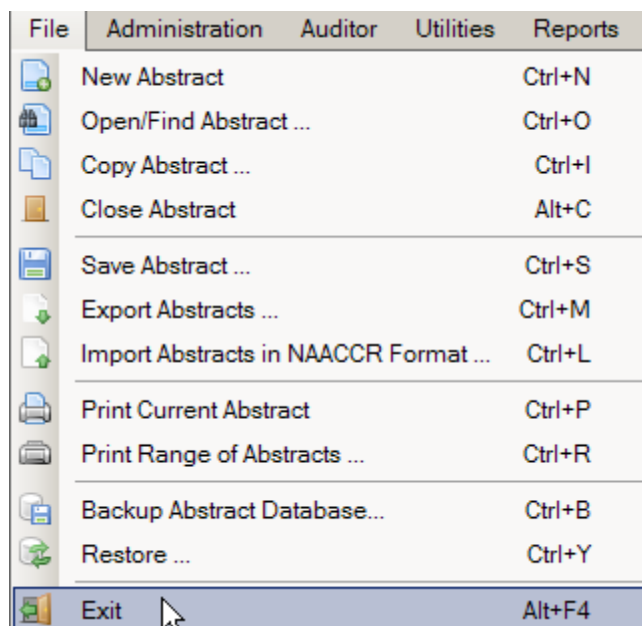 File Administration Auditor Utilities Reports
New Abstract Ctrl+N
Open/Find Abstract ... Ctrl+O
Copy Abstract ... Ctrl+I
Close Abstract Alt+C
Save Abstract ... Ctrl+S
Export Abstracts ... Ctrl+M
Import Abstracts in NAACCR Format ... Ctrl+L
Print Current Abstract Ctrl+P
Print Range of Abstracts ... Ctrl+R
Backup Abstract Database... Ctrl+B
Restore ... Ctrl+Y
Exit Alt+F4